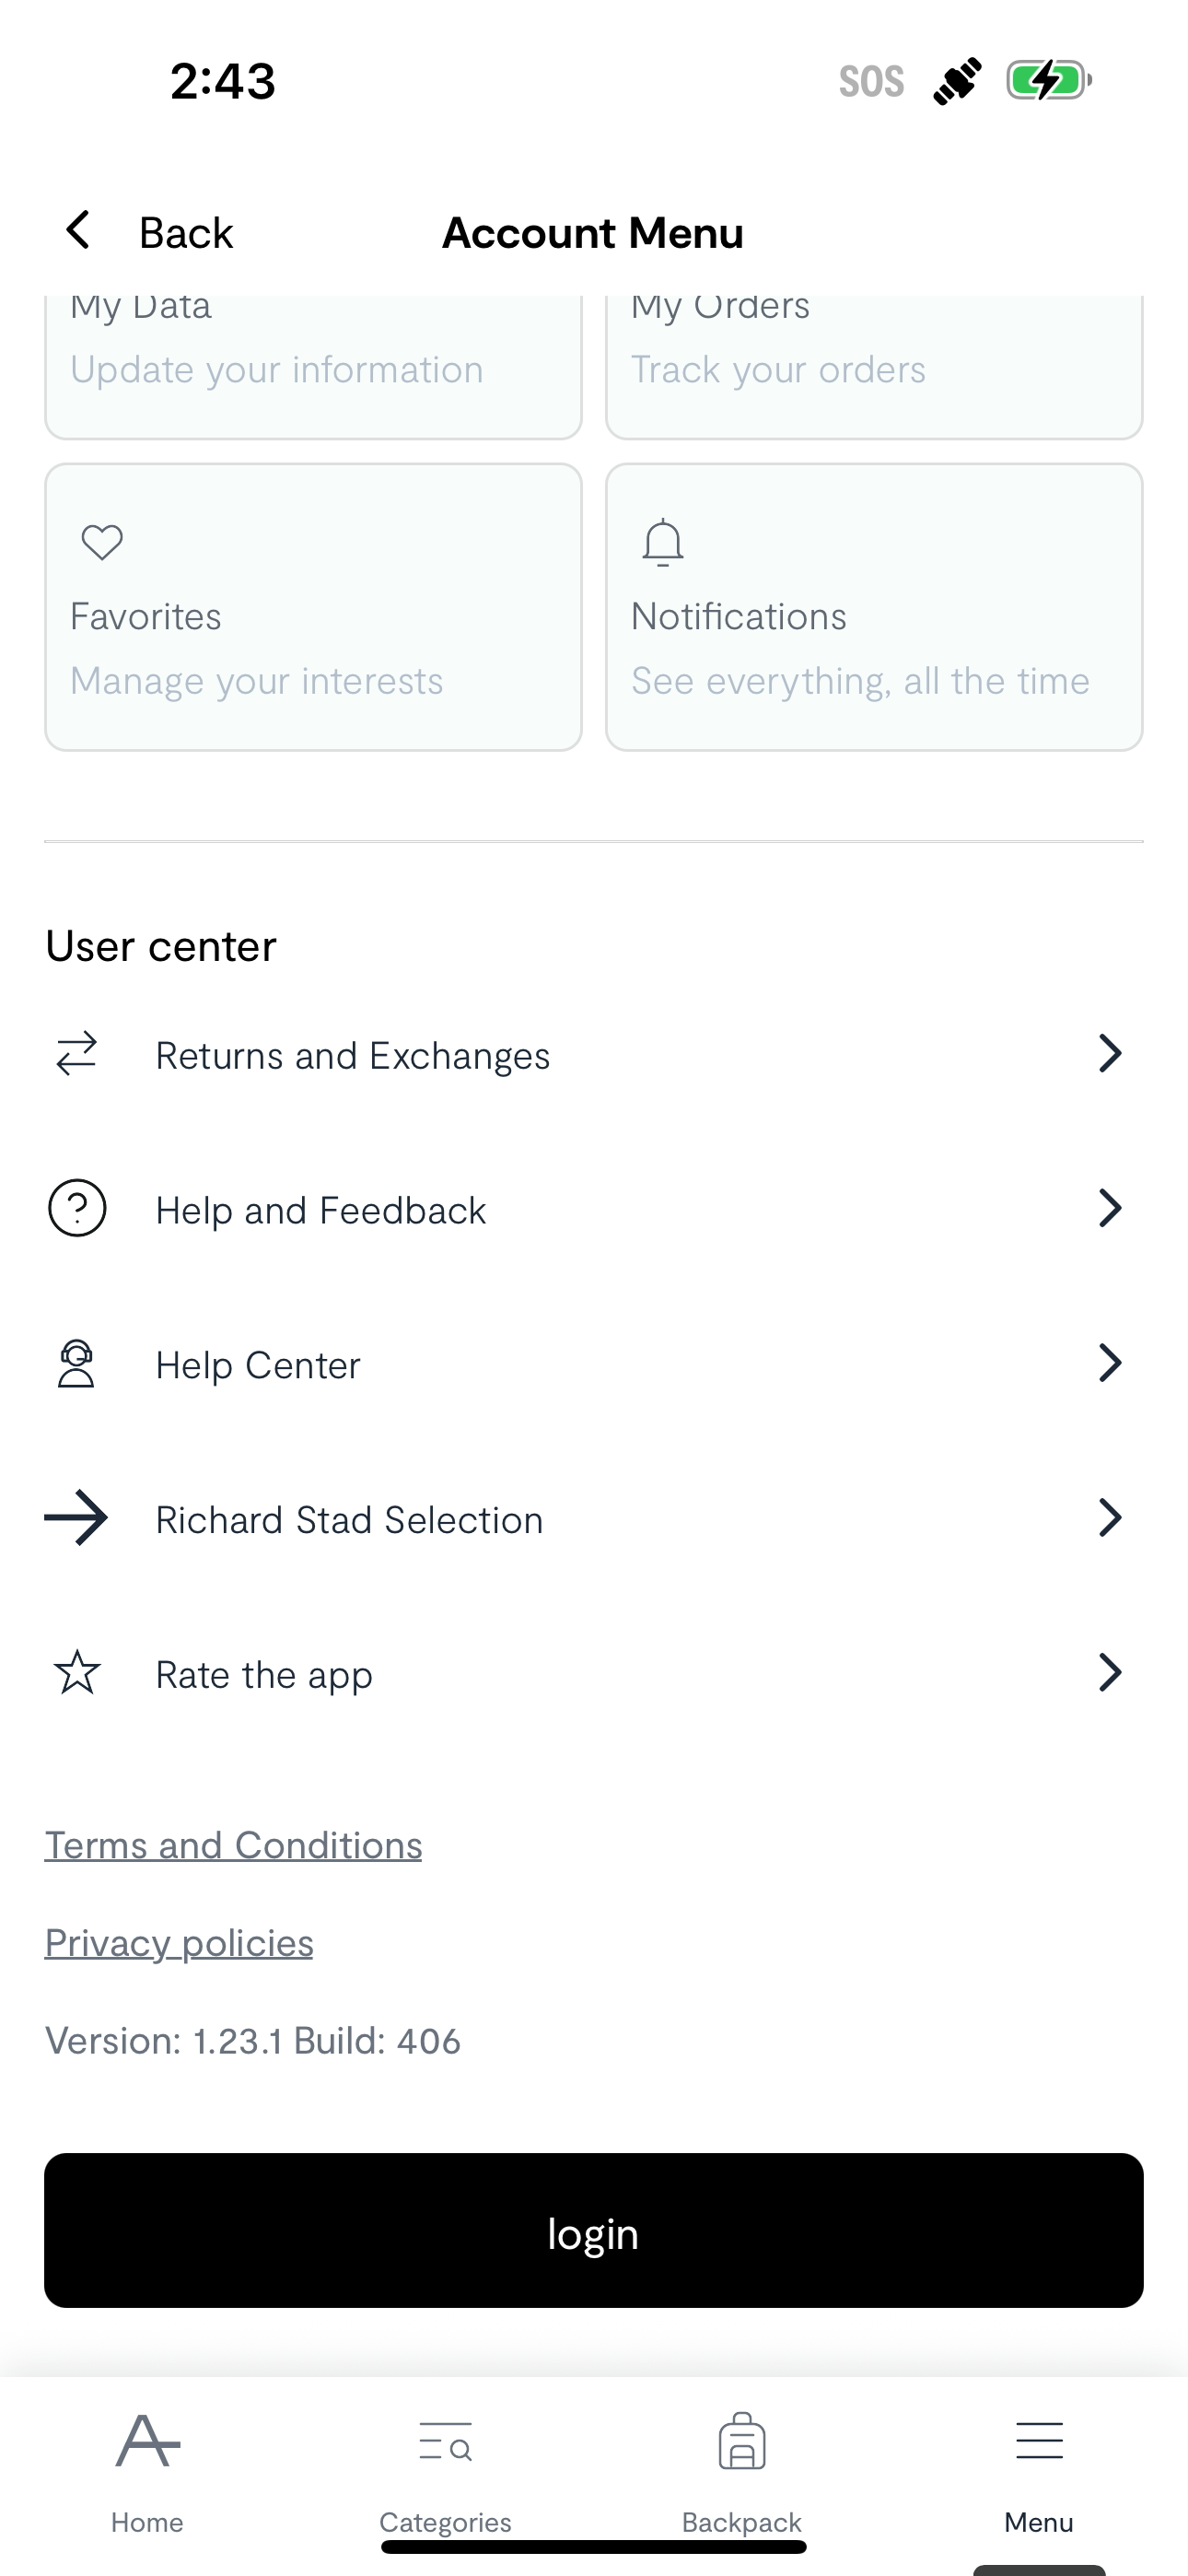 2:43
SOS
Back
Account Menu
My Data
My Orders
Update your information
Track your orders
Favorites
Notifications
Manage your interests
See everything, all the time
User center
Returns and Exchanges
Help and Feedback
Help Center
Richard Stad Selection
Rate the app
Terms and Conditions
Privacy policies
Version: 1.23.1 Build: 406
login
Home
Categories
Backpack
Menu